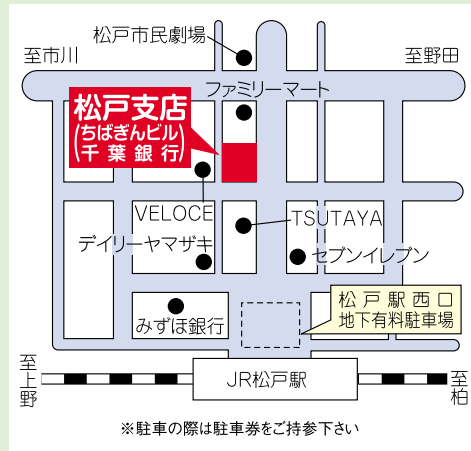 松戸市民劇場
至市川
至野田
ファミリーマート
松戸支店
(ちばぎんビル)
(千葉銀行)
VELOCE
TSUTAYA
デイリーヤマザキ
セブンイレブン
松戸駅西口
地下有料駐車場
みずほ銀行
至上野
JR松戸駅
至柏
※駐車の際は駐車券をご持参下さい